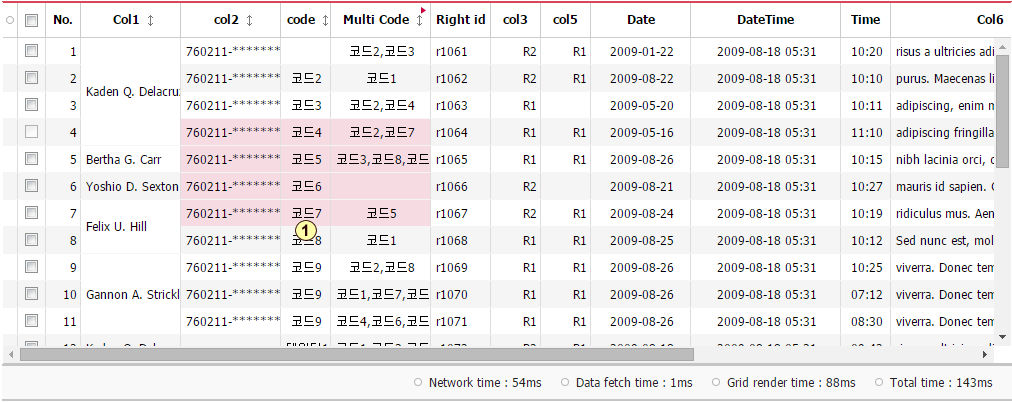 No. Col1 col2 code Multi Code Right id col3 col5 Date DateTime Time Col6
1 760211-******* 코드2,코드3 r1061 R2 R1 2009-01-22 2009-08-18 05:31 10:20 risus a ultricies adi
2 760211-******* 코드2 코드1 r1062 R2 R1 2009-08-26 2009-08-18 05:31 10:10 purus. Maecenas li
Kaden Q. Delacru
3 760211-******* 코드3 코드2,코드4 r1063 R1 2009-05-20 2009-08-18 05:31 10:11 adipiscing, enim m
4 760211-******* 코드4 코드2,코드7 r1064 R1 R1 2009-05-16 2009-08-18 05:31 11:10 adipiscing fringilla
5 Bertha G. Carr 760211-******* 코드5 코드3,코드8,코드 r1065 R1 R1 2009-08-26 2009-08-18 05:31 10:15 nibh lacinia orci, c
6 Yoshio D. Sexton 760211-******* 코드6 r1066 R2 2009-08-21 2009-08-18 05:31 10:27 mauris id sapien. C
7 760211-******* 코드7 코드5 r1067 R2 R1 2009-08-24 2009-08-18 05:31 10:19 ridiculus mus. Aen
Felix U. Hill
1
8 760211-******* 코드8 코드1 r1068 R1 R1 2009-08-25 2009-08-18 05:31 10:12 Sed nunc est, mol
9 760211-******* 코드9 코드2,코드8 r1069 R1 R1 2009-08-26 2009-08-18 05:31 10:25 viverra. Donec tem
10 Gannon A. Strickl 760211-******* 코드9 코드1,코드7,코드 r1070 R1 R1 2009-08-26 2009-08-18 05:31 07:12 viverra. Donec tem
11 760211-******* 코드9 코드4,코드6,코드 r1071 R1 R1 2009-08-26 2009-08-18 05:31 08:30 viverra. Donec tem
Network time : 54ms Data fetch time : 1ms Grid render time : 88ms Total time : 143ms